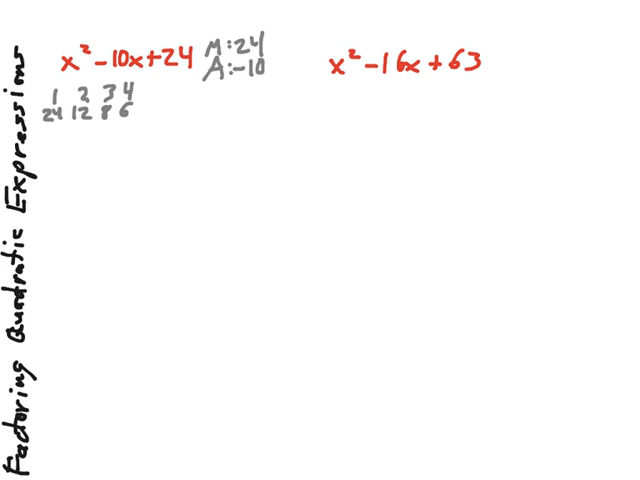 Factoring Quadratic Expressions
x² - 10x + 24
M: 24
A: -10
1 2 3 4
24 12 8 6
x² - 16x + 63